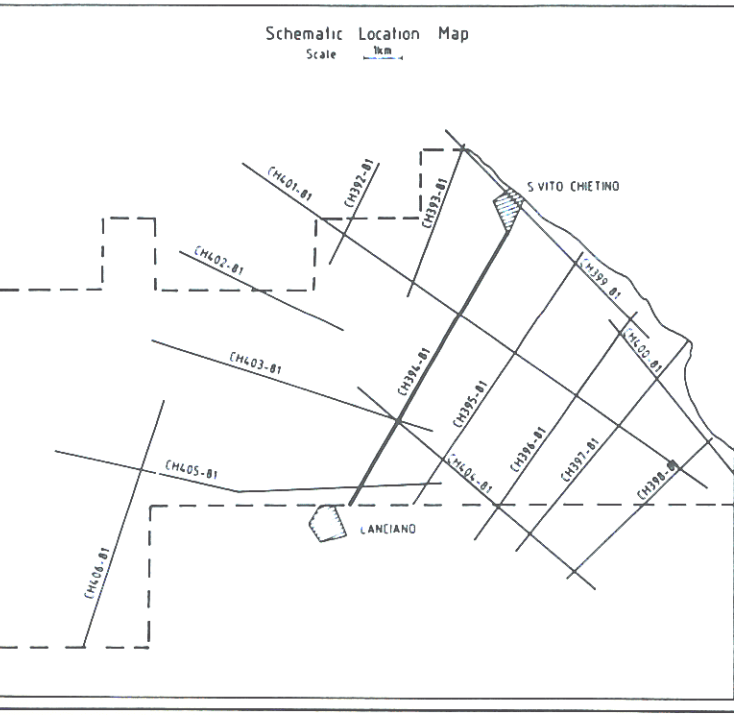 Schematic Location Map
Scale 1km
S.VITO CHIETINO
CH401-81
CH392-81
CH393-81
CH402-81
CH399-81
CH403-81
CH394-81
CH395-81
CH400-81
CH396-81
CH397-81
CH404-81
CH398-81
CH405-81
LANCIANO
CH406-81